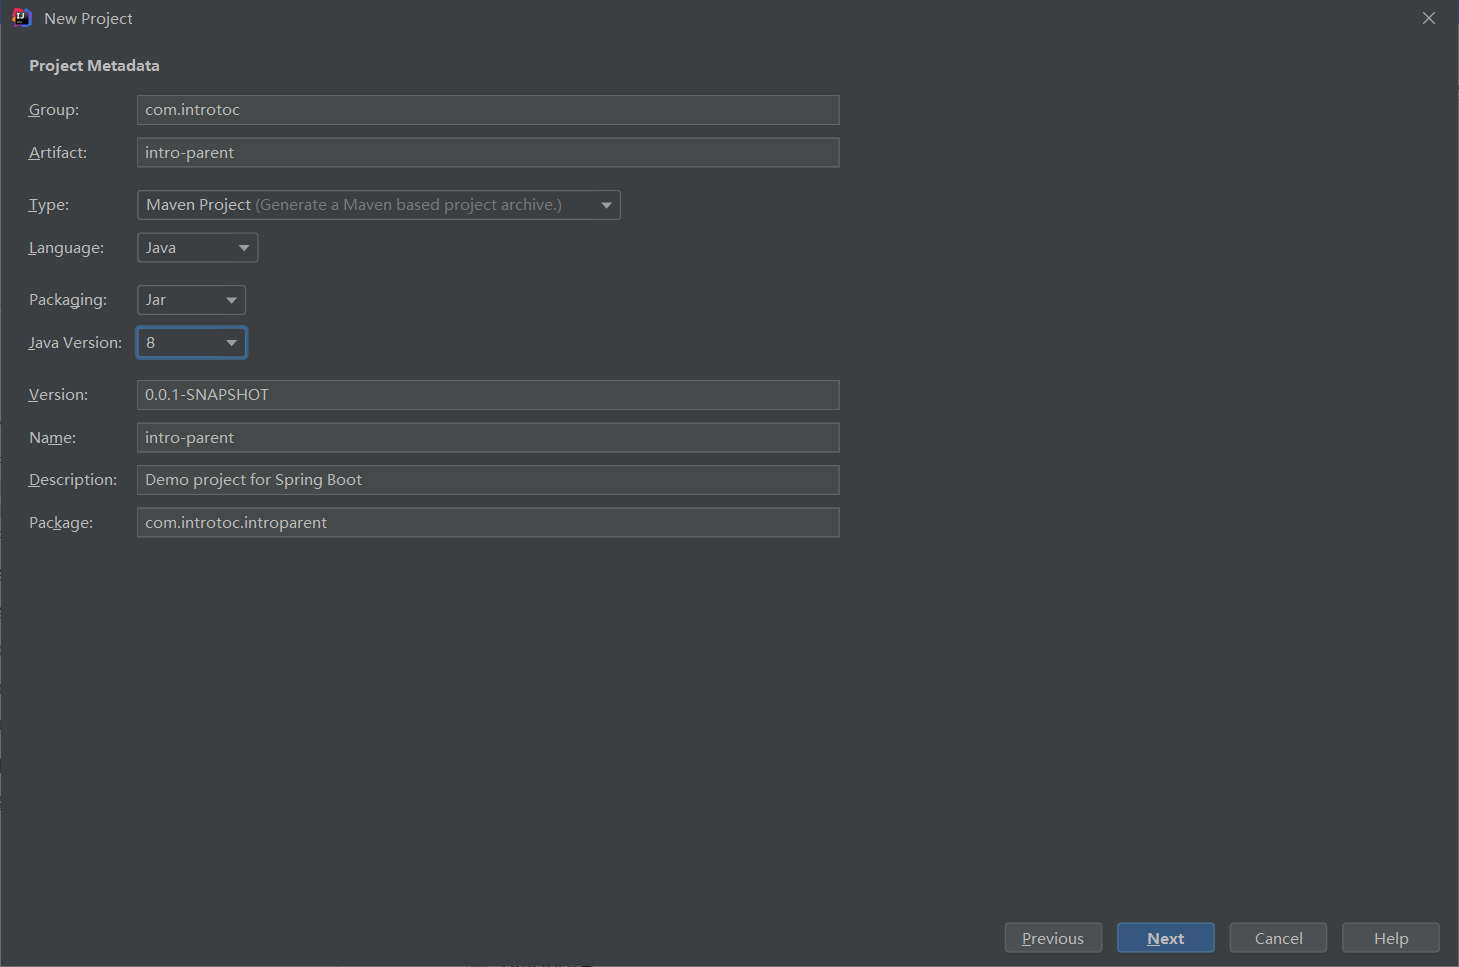 New Project
Project Metadata
Group: com.introtoc
Artifact: intro-parent
Type: Maven Project (Generate a Maven based project archive.)
Language: Java
Packaging: Jar
Java Version: 8
Version: 0.0.1-SNAPSHOT
Name: intro-parent
Description: Demo project for Spring Boot
Package: com.introtoc.introparent
Previous Next Cancel Help